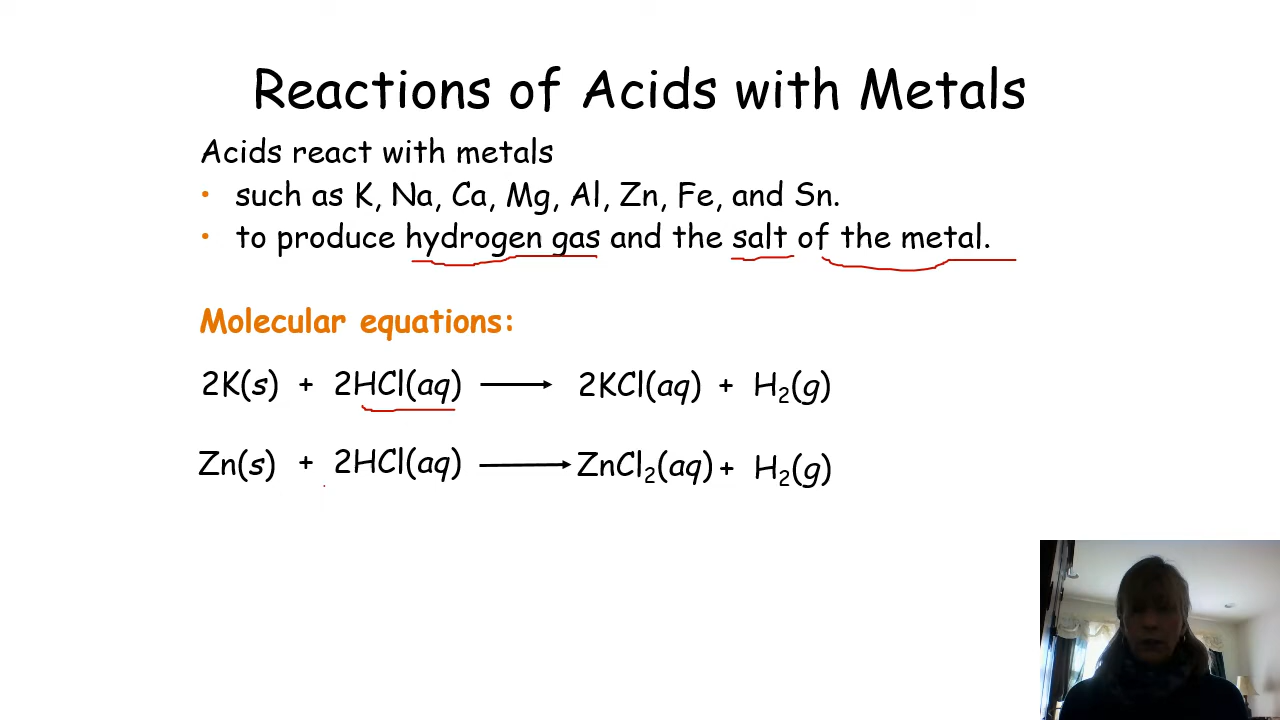 Reactions of Acids with Metals
Acids react with metals
• such as K, Na, Ca, Mg, Al, Zn, Fe, and Sn.
• to produce hydrogen gas and the salt of the metal.
Molecular equations:
2K(s) + 2HCl(aq) ⟶ 2KCl(aq) + H₂(g)
Zn(s) + 2HCl(aq) ⟶ ZnCl₂(aq) + H₂(g)